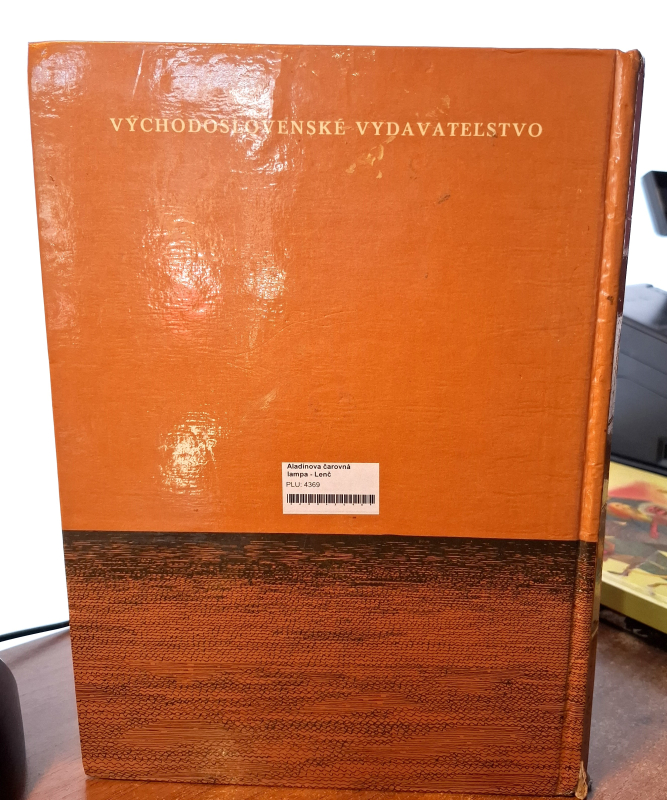 VÝCHODOSLOVENSKÉ VYDAVATEĽSTVO
Aladinova čarovná
lampa - Lenč
PLU: 4369